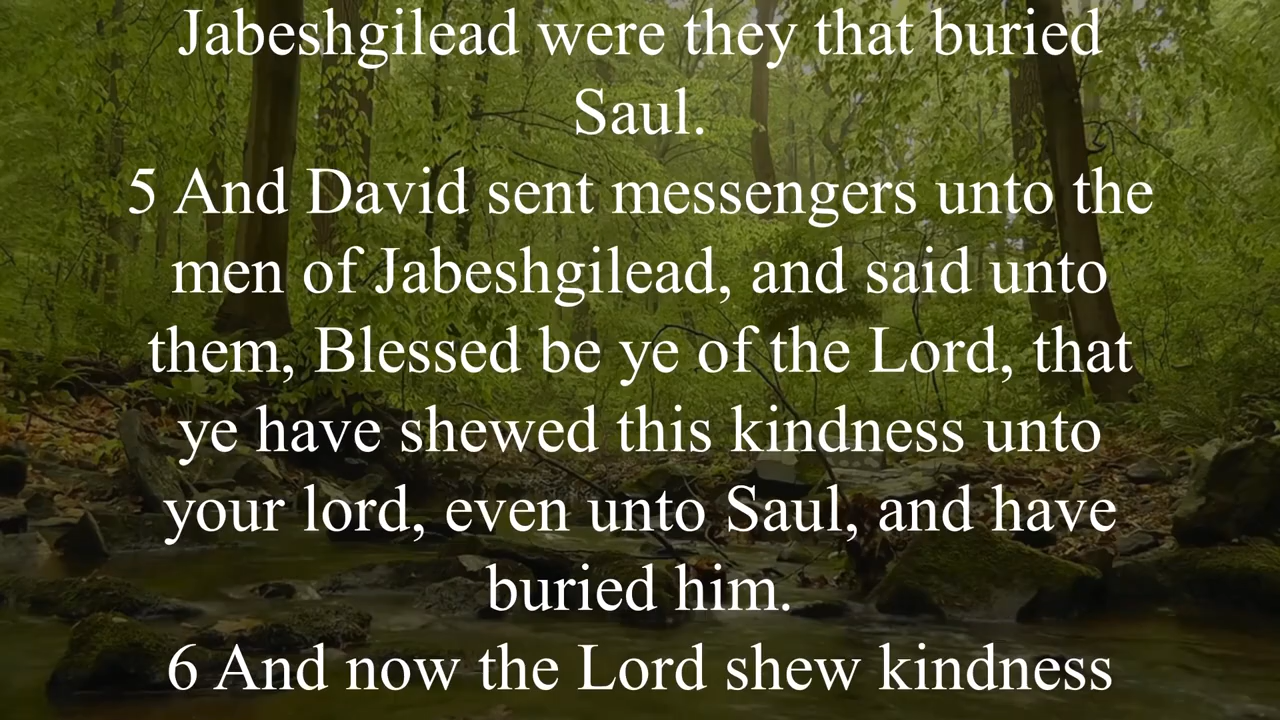 Jabeshgilead were they that buried
Saul.
5 And David sent messengers unto the
men of Jabeshgilead, and said unto
them, Blessed be ye of the Lord, that
ye have shewed this kindness unto
your lord, even unto Saul, and have
buried him.
6 And now the Lord shew kindness